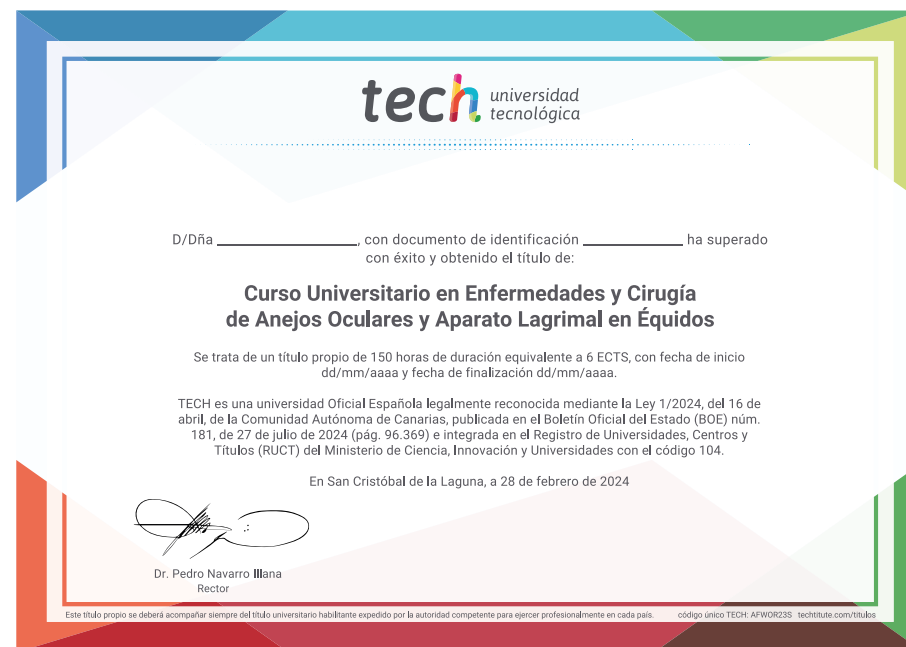 tech universidad
tecnológica
D/Dña ____________________, con documento de identificación ______________ ha superado
con éxito y obtenido el título de:
Curso Universitario en Enfermedades y Cirugía
de Anejos Oculares y Aparato Lagrimal en Équidos
Se trata de un título propio de 150 horas de duración equivalente a 6 ECTS, con fecha de inicio
dd/mm/aaaa y fecha de finalización dd/mm/aaaa.
TECH es una universidad Oficial Española legalmente reconocida mediante la Ley 1/2024, del 16 de
abril, de la Comunidad Autónoma de Canarias, publicada en el Boletín Oficial del Estado (BOE) núm.
181, de 27 de julio de 2024 (pág. 96.369) e integrada en el Registro de Universidades, Centros y
Títulos (RUCT) del Ministerio de Ciencia, Innovación y Universidades con el código 104.
En San Cristóbal de la Laguna, a 28 de febrero de 2024
Dr. Pedro Navarro Illana
Rector
Este título propio se deberá acompañar siempre del título universitario habilitante expedido por la autoridad competente para ejercer profesionalmente en cada país. código único TECH: AFWOR23S techtitute.com/titulos